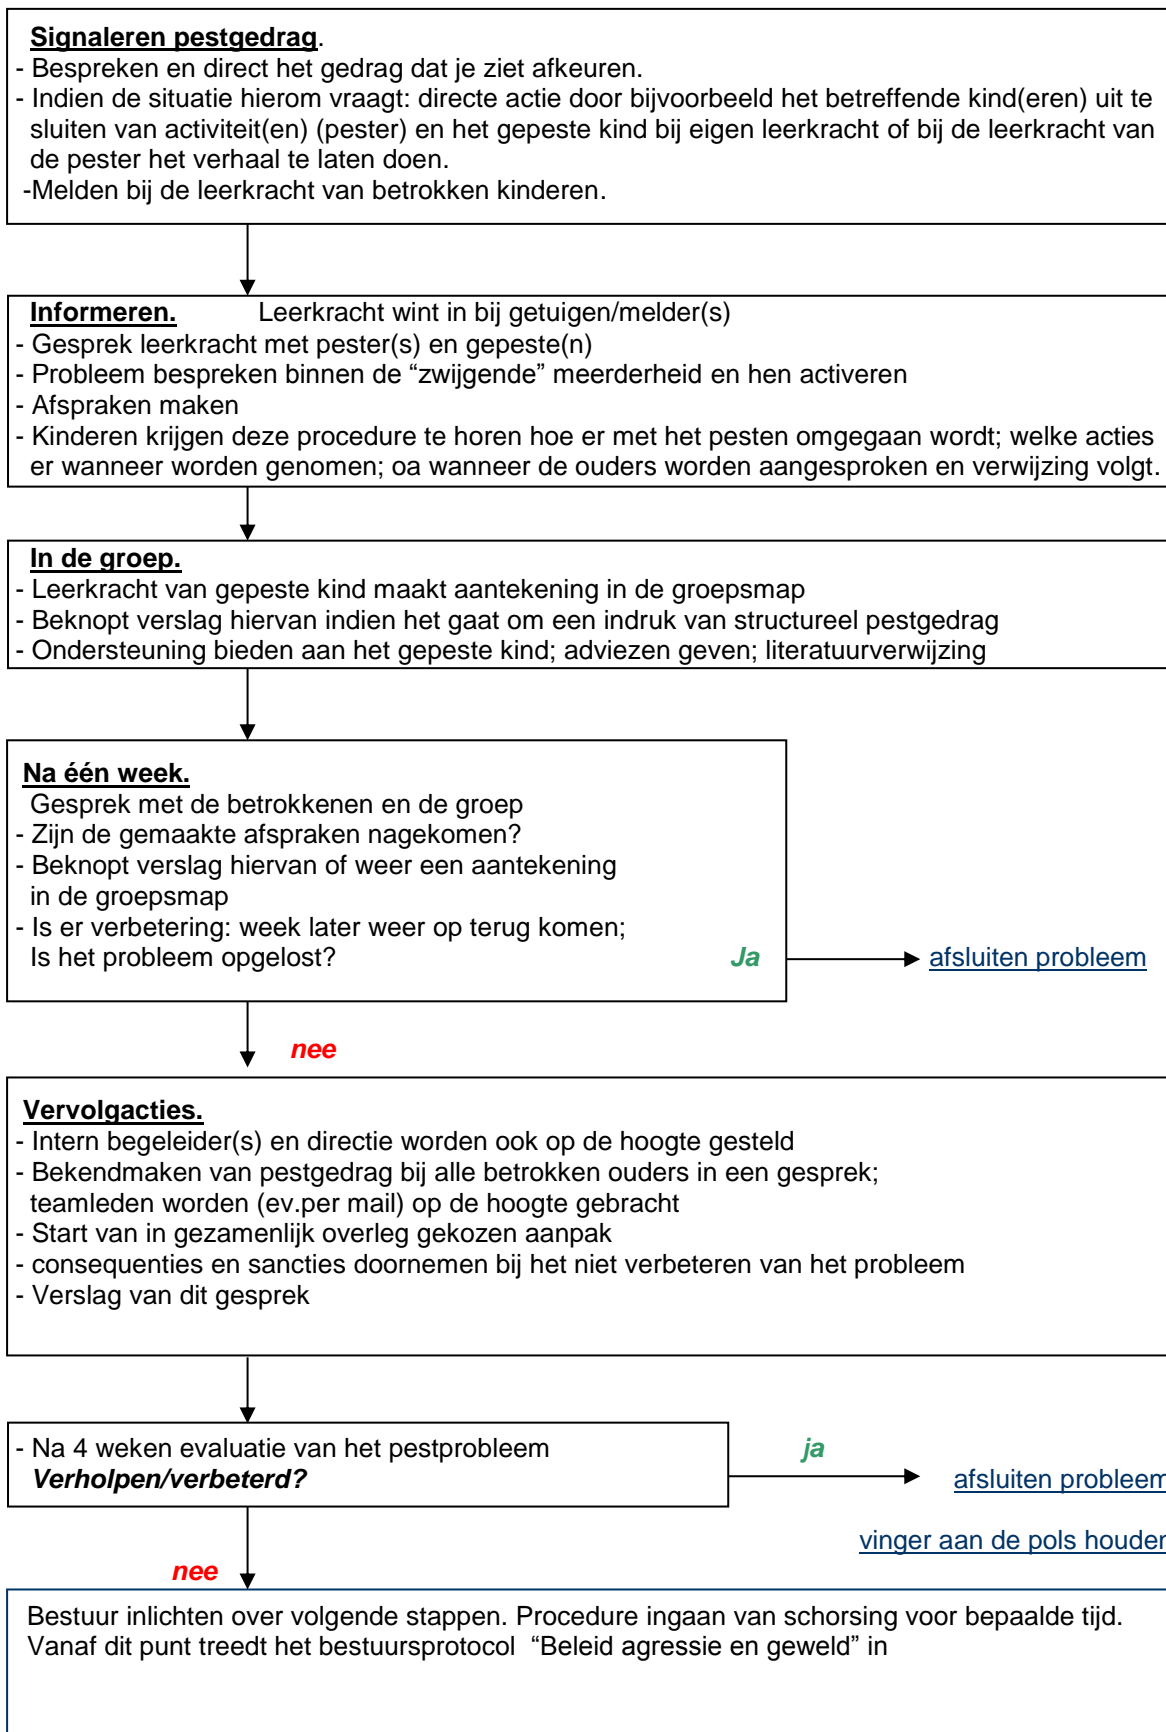 Signaleren pestgedrag.
- Bespreken en direct het gedrag dat je ziet afkeuren.
- Indien de situatie hierom vraagt: directe actie door bijvoorbeeld het betreffende kind(eren) uit te
sluiten van activiteit(en) (pester) en het gepeste kind bij eigen leerkracht of bij de leerkracht van
de pester het verhaal te laten doen.
-Melden bij de leerkracht van betrokken kinderen.
Informeren. Leerkracht wint in bij getuigen/melder(s)
- Gesprek leerkracht met pester(s) en gepeste(n)
- Probleem bespreken binnen de “zwijgende” meerderheid en hen activeren
- Afspraken maken
- Kinderen krijgen deze procedure te horen hoe er met het pesten omgegaan wordt; welke acties
er wanneer worden genomen; oa wanneer de ouders worden aangesproken en verwijzing volgt.
In de groep.
- Leerkracht van gepeste kind maakt aantekening in de groepsmap
- Beknopt verslag hiervan indien het gaat om een indruk van structureel pestgedrag
- Ondersteuning bieden aan het gepeste kind; adviezen geven; literatuurverwijzing
Na één week.
Gesprek met de betrokkenen en de groep
- Zijn de gemaakte afspraken nagekomen?
- Beknopt verslag hiervan of weer een aantekening
in de groepsmap
- Is er verbetering: week later weer op terug komen;
Is het probleem opgelost? Ja afsluiten probleem
nee
Vervolgacties.
- Intern begeleider(s) en directie worden ook op de hoogte gesteld
- Bekendmaken van pestgedrag bij alle betrokken ouders in een gesprek;
teamleden worden (ev.per mail) op de hoogte gebracht
- Start van in gezamenlijk overleg gekozen aanpak
- consequenties en sancties doornemen bij het niet verbeteren van het probleem
- Verslag van dit gesprek
- Na 4 weken evaluatie van het pestprobleem ja
Verholpen/verbeterd? afsluiten probleem
vinger aan de pols houden
nee
Bestuur inlichten over volgende stappen. Procedure ingaan van schorsing voor bepaalde tijd.
Vanaf dit punt treedt het bestuursprotocol “Beleid agressie en geweld” in